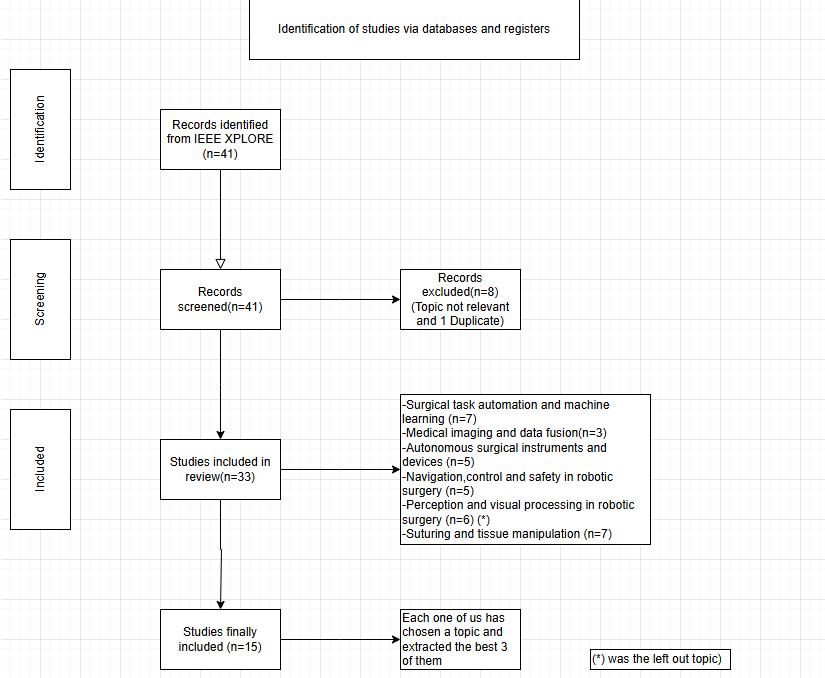 Identification of studies via databases and registers
Identification
Records identified
from IEEE XPLORE
(n=41)
Screening
Records
screened(n=41)
Records
excluded(n=8)
(Topic not relevant
and 1 Duplicate)
Included
Studies included in
review(n=33)
-Surgical task automation and machine
learning (n=7)
-Medical imaging and data fusion(n=3)
-Autonomous surgical instruments and
devices (n=5)
-Navigation,control and safety in robotic
surgery (n=5)
-Perception and visual processing in robotic
surgery (n=6) (*)
-Suturing and tissue manipulation (n=7)
Studies finally
included (n=15)
Each one of us has
chosen a topic and
extracted the best 3
of them
(*) was the left out topic)